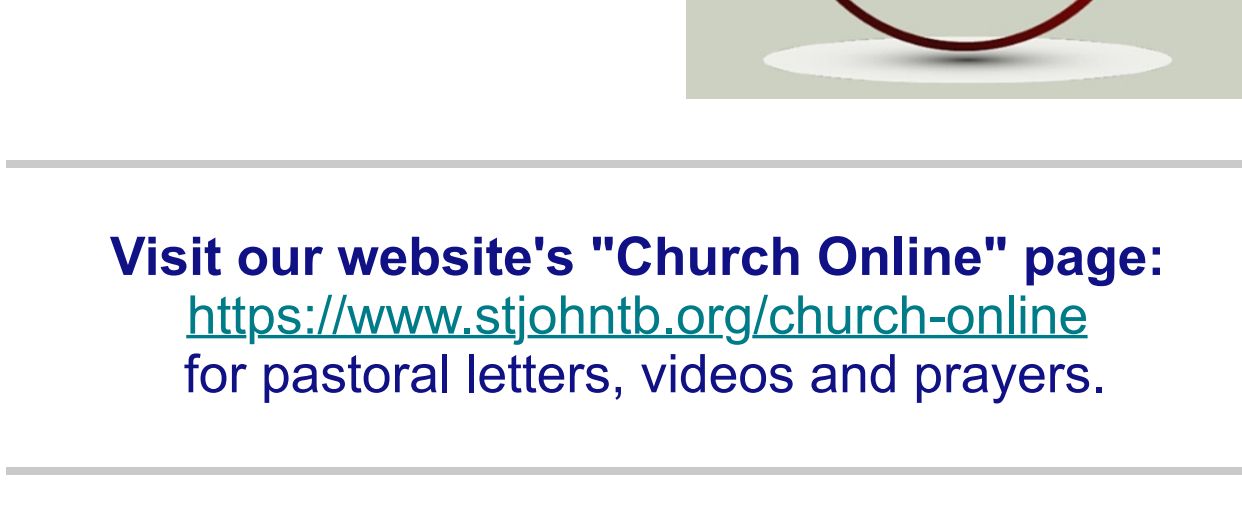 Visit our website's "Church Online" page:
https://www.stjohntb.org/church-online
for pastoral letters, videos and prayers.